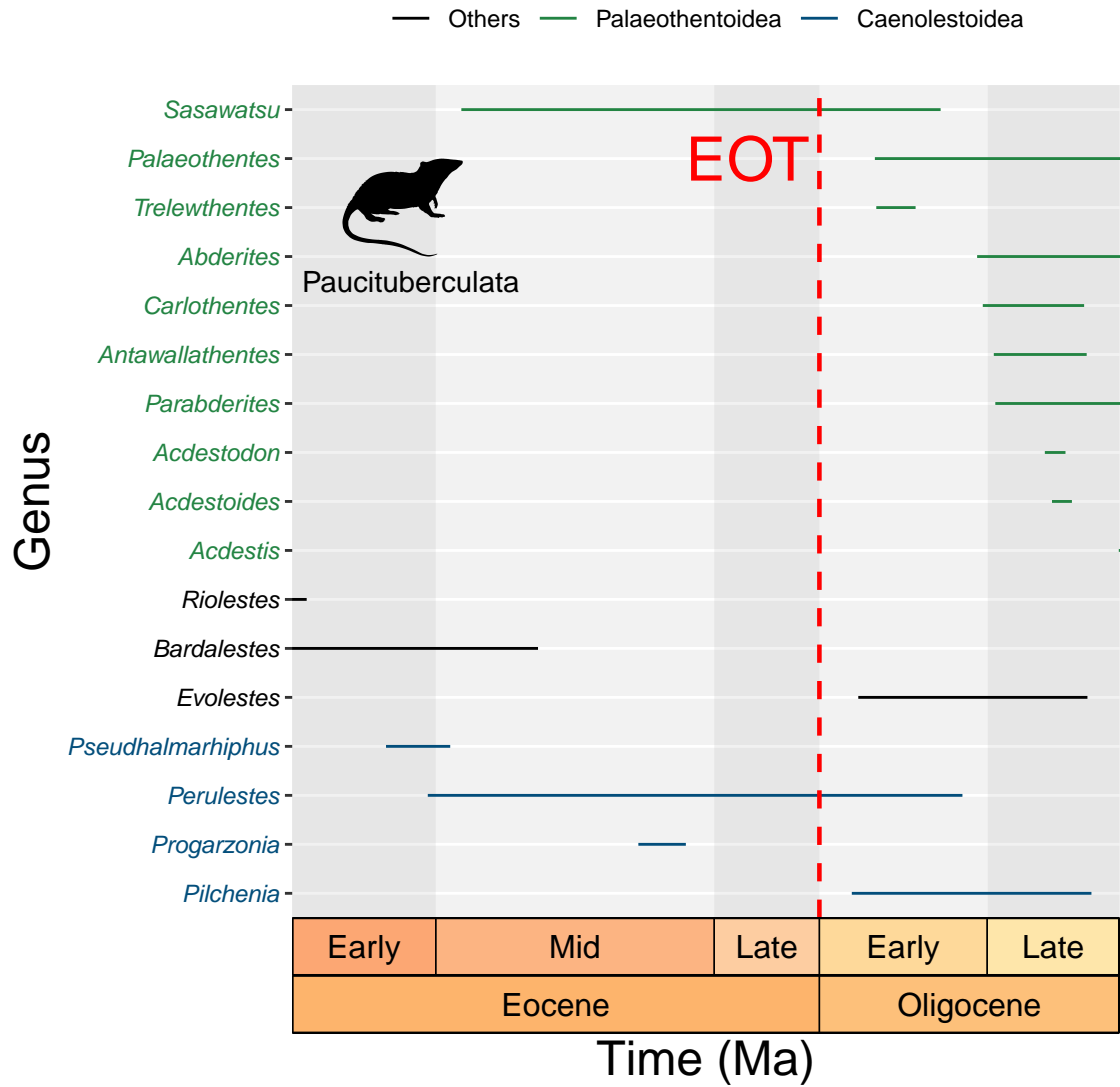 Others Palaeothentoidea Caenolestoidea
Sasawatsu
EOT
Palaeothentes
Trelewthentes
Abderites
Paucituberculata
Carlothentes
Antawallathentes
Parabderites
Acdestodon
Genus
Acdestoides
Acdestis
Riolestes
Bardalestes
Evolestes
Pseudhalmarhiphus
Perulestes
Progarzonia
Pilchenia
Early Mid Late Early Late
Eocene Oligocene
Time (Ma)